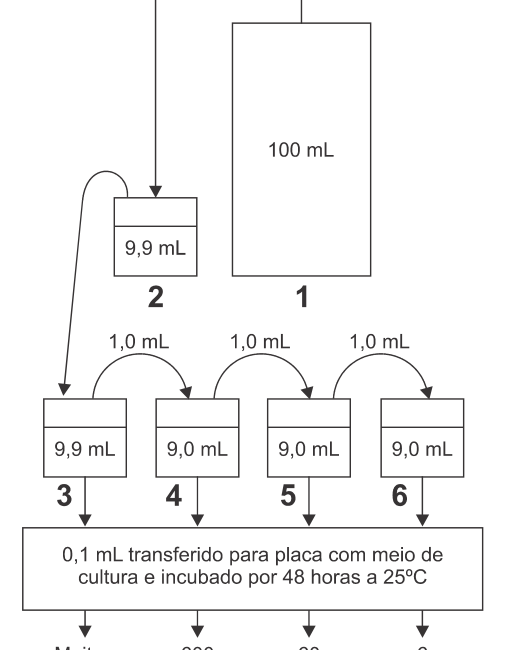 100 mL
9,9 mL
2
1
1,0 mL
1,0 mL
1,0 mL
9,9 mL
9,0 mL
9,0 mL
9,0 mL
3
4
5
6
0,1 mL transferido para placa com meio de
cultura e incubado por 48 horas a 25ºC